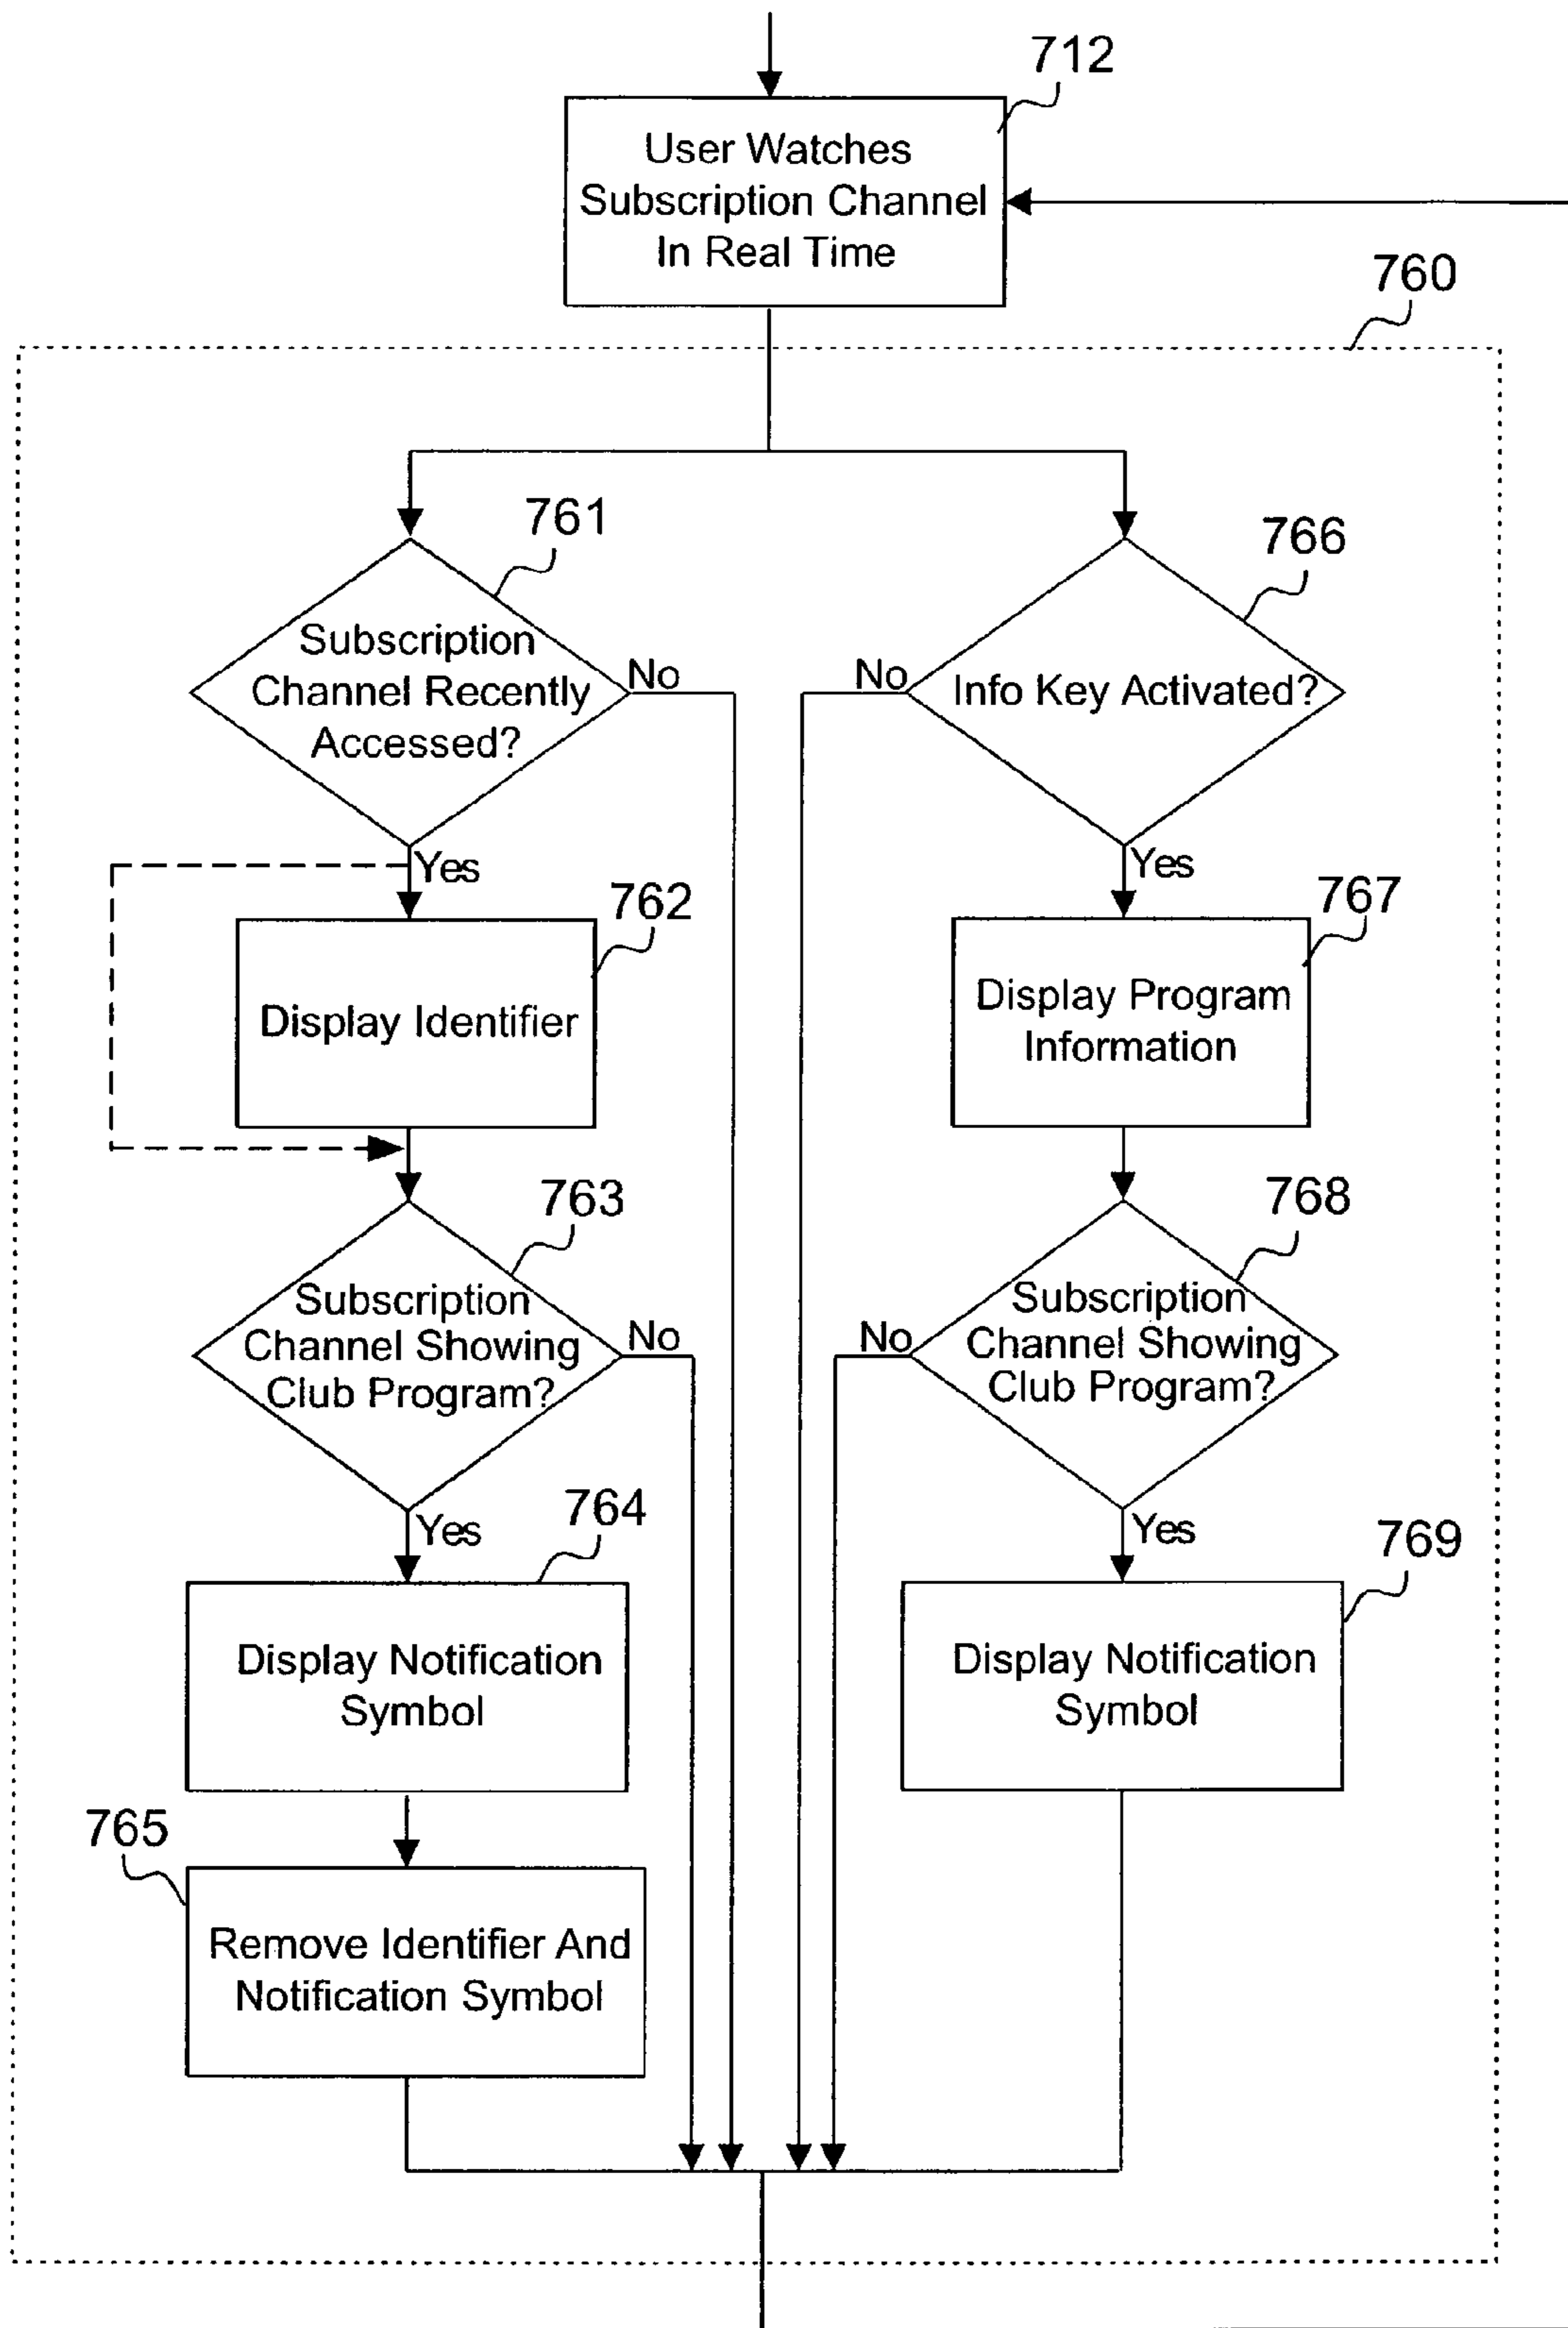 712
User Watches
Subscription Channel
In Real Time
760
761
Subscription
Channel Recently
Accessed?
No
Yes
766
Info Key Activated?
No
Yes
762
Display Identifier
767
Display Program
Information
763
Subscription
Channel Showing
Club Program?
No
Yes
768
Subscription
Channel Showing
Club Program?
No
Yes
764
Display Notification
Symbol
769
Display Notification
Symbol
765
Remove Identifier And
Notification Symbol